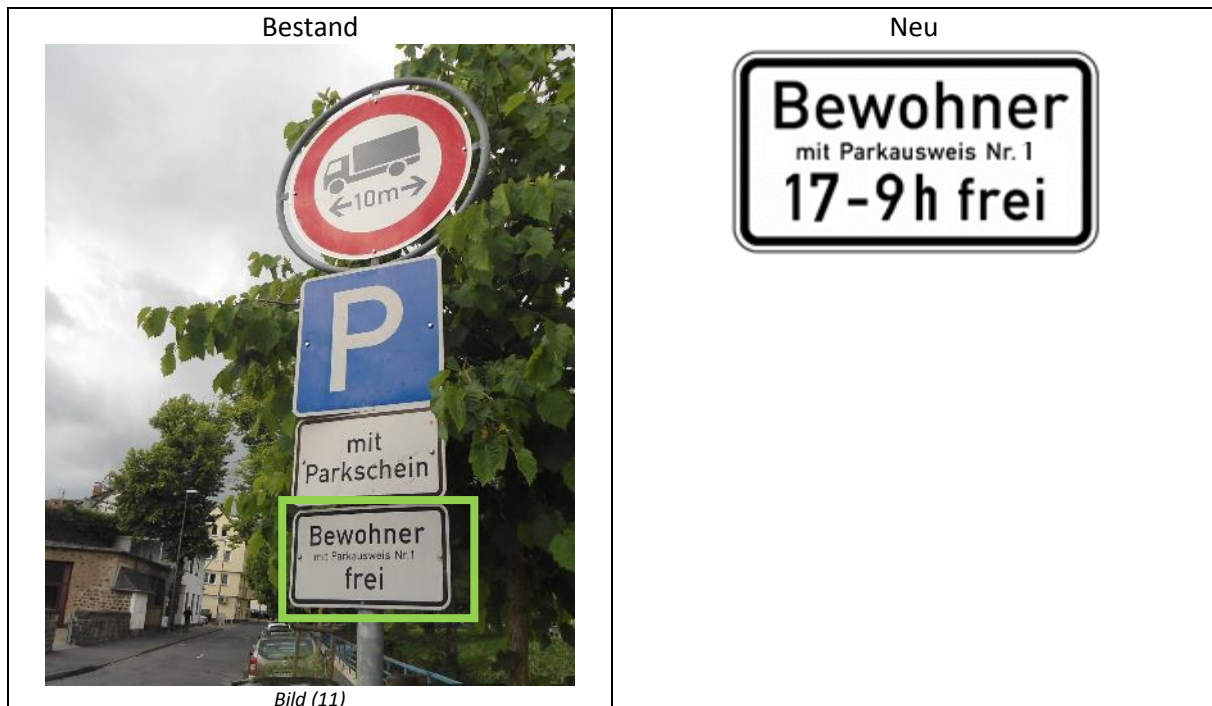 Bestand
10m
P
mit
Parkschein
Bewohner
mit Parkausweis Nr.1
frei
Bild (11)
Neu
Bewohner
mit Parkausweis Nr. 1
17-9h frei